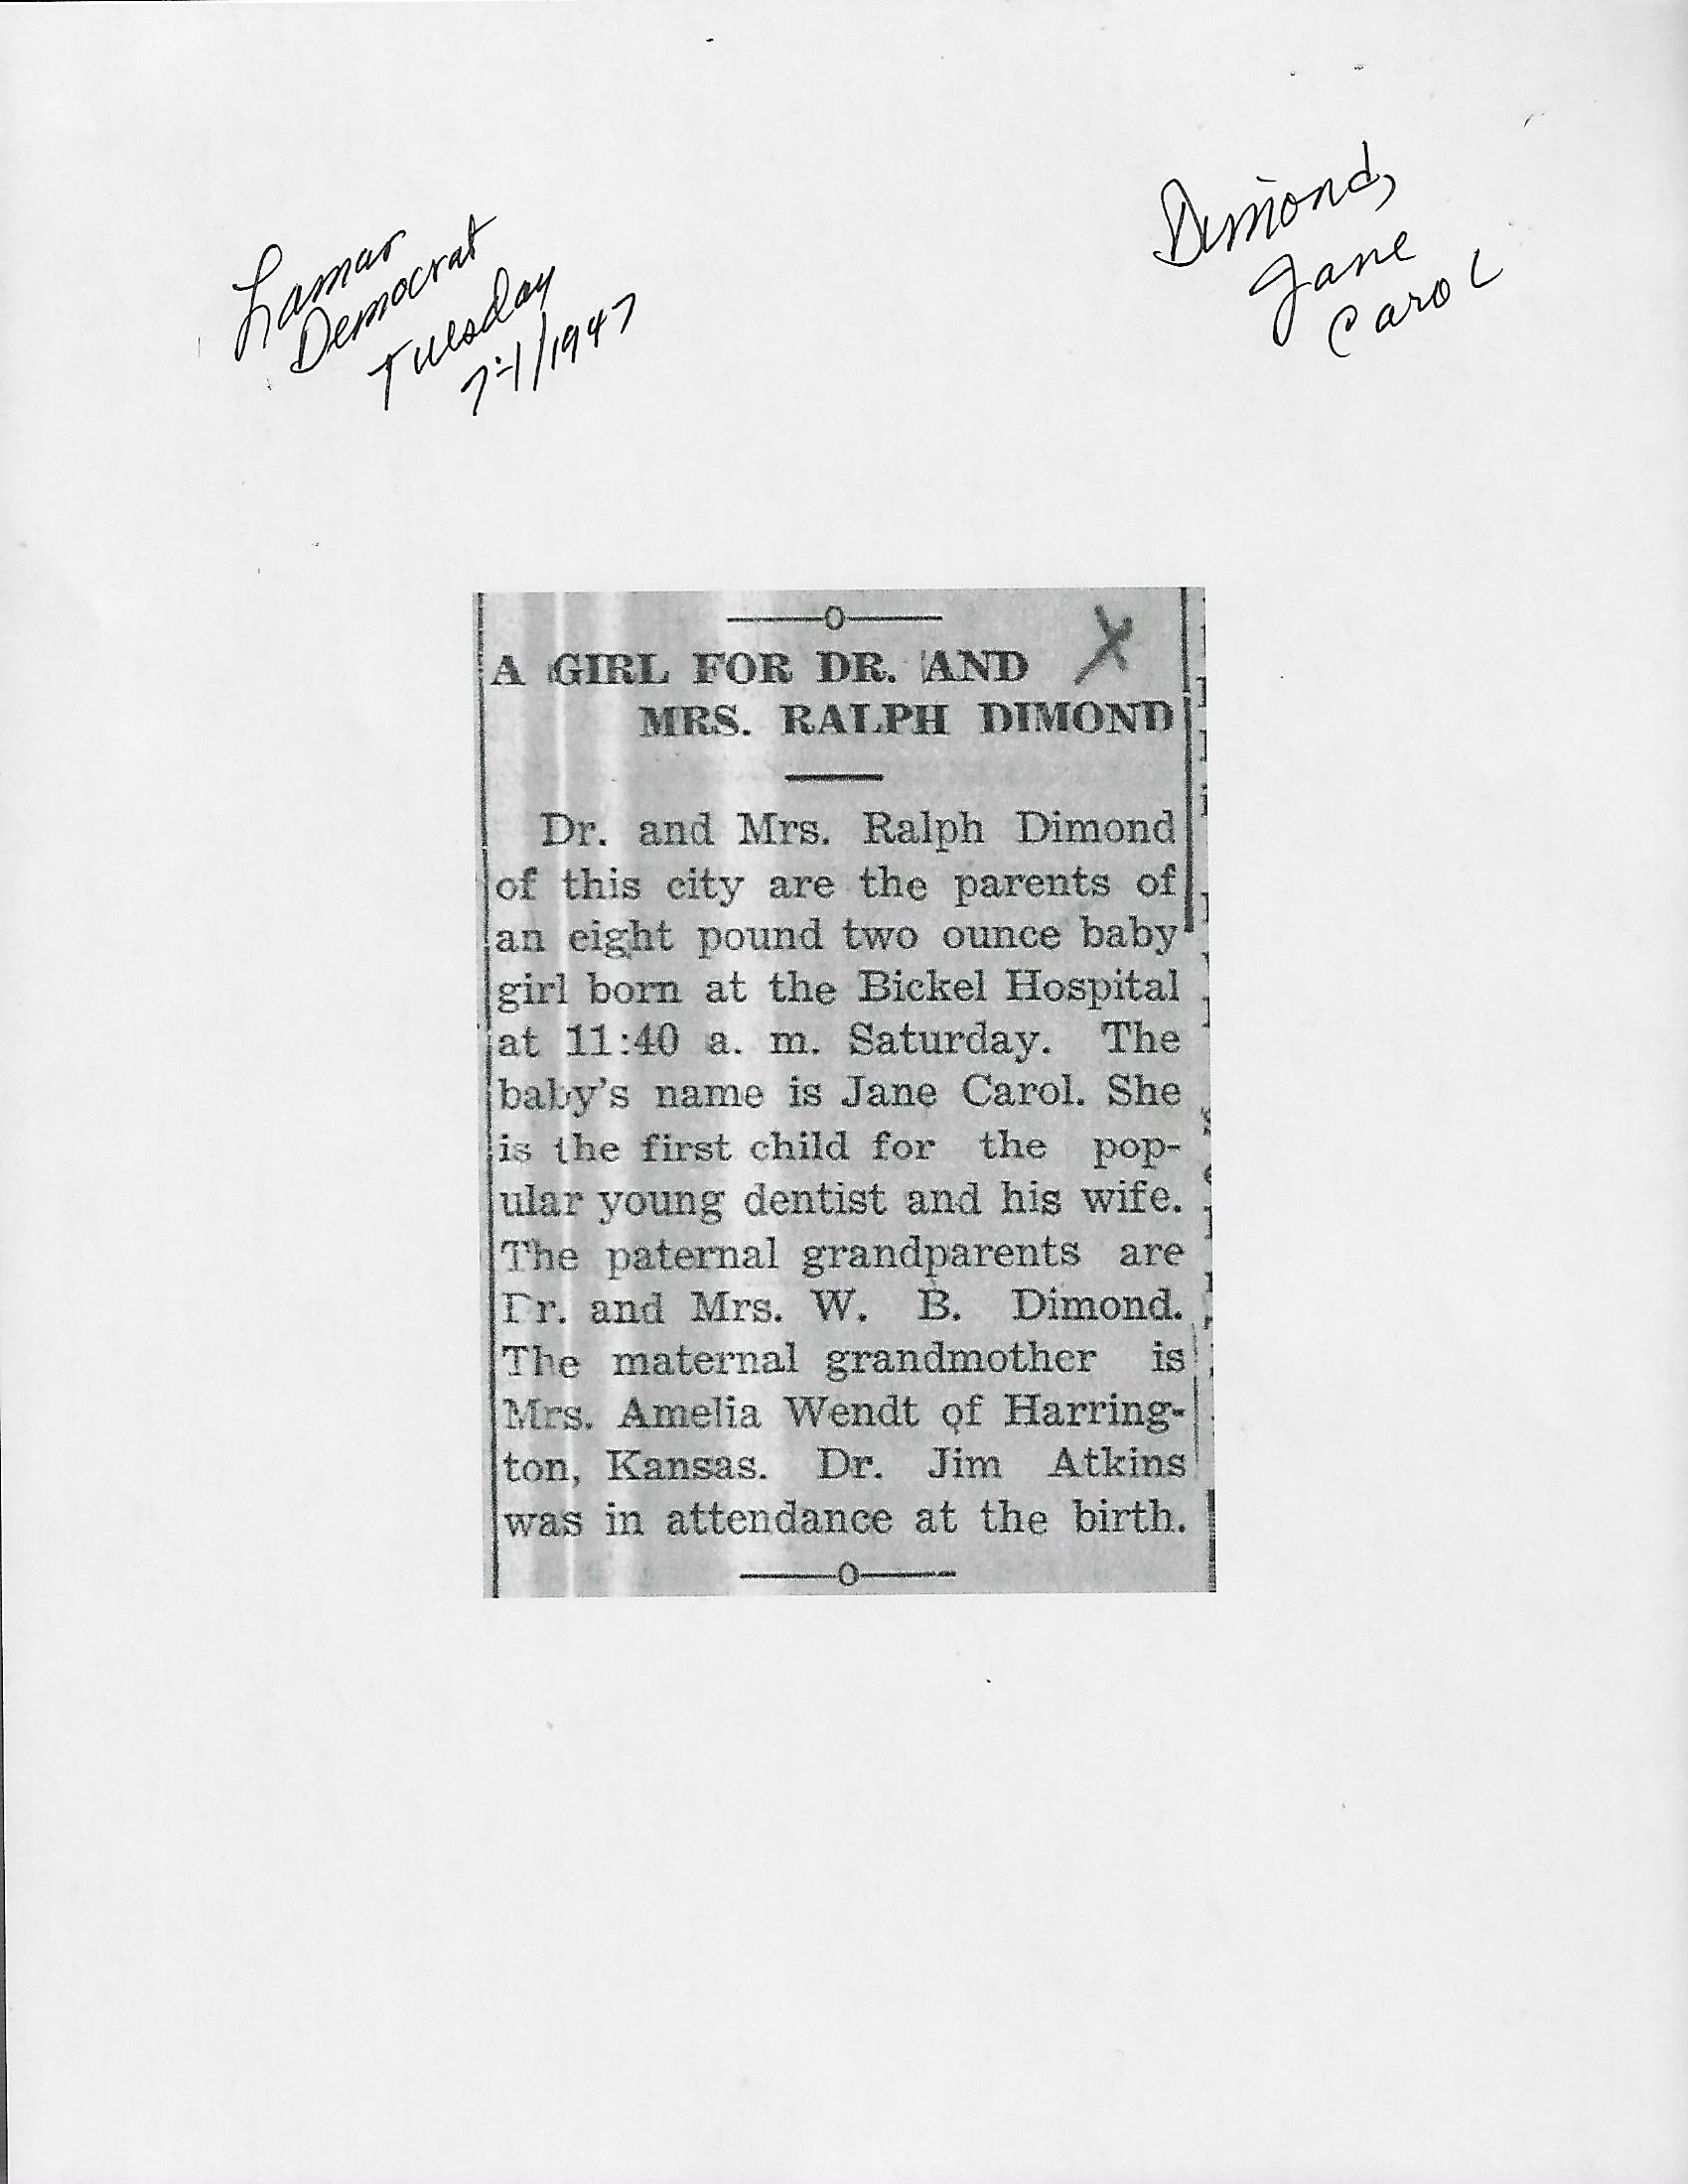 Lamar
Democrat
Tuesday
7-1/1947
Dimond,
Jane
Carol
A GIRL FOR DR. AND
MRS. RALPH DIMOND
Dr. and Mrs. Ralph Dimond
of this city are the parents of
an eight pound two ounce baby
girl born at the Bickel Hospital
at 11:40 a. m. Saturday. The
baby's name is Jane Carol. She
is the first child for the pop-
ular young dentist and his wife.
The paternal grandparents are
Dr. and Mrs. W. B. Dimond.
The maternal grandmother is
Mrs. Amelia Wendt of Harring-
ton, Kansas. Dr. Jim Atkins
was in attendance at the birth.